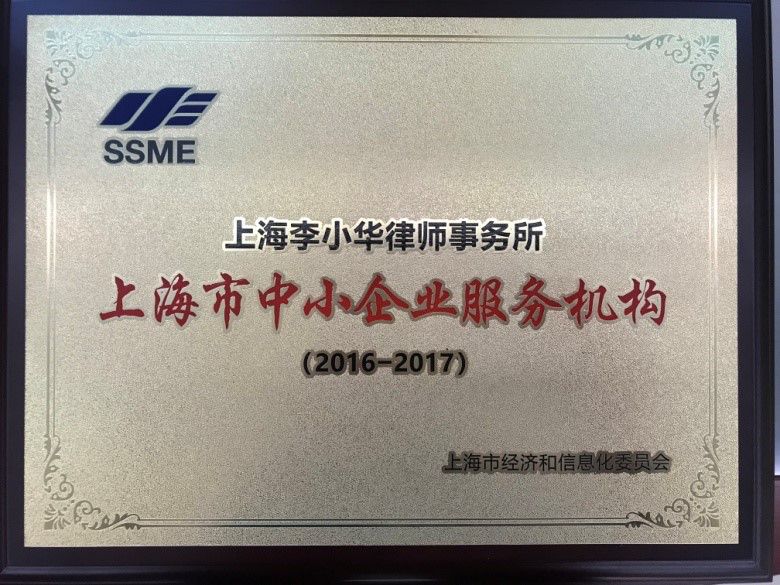 SSME
上海李小华律师事务所
上海市中小企业服务机构
（2016-2017）
上海市经济和信息化委员会